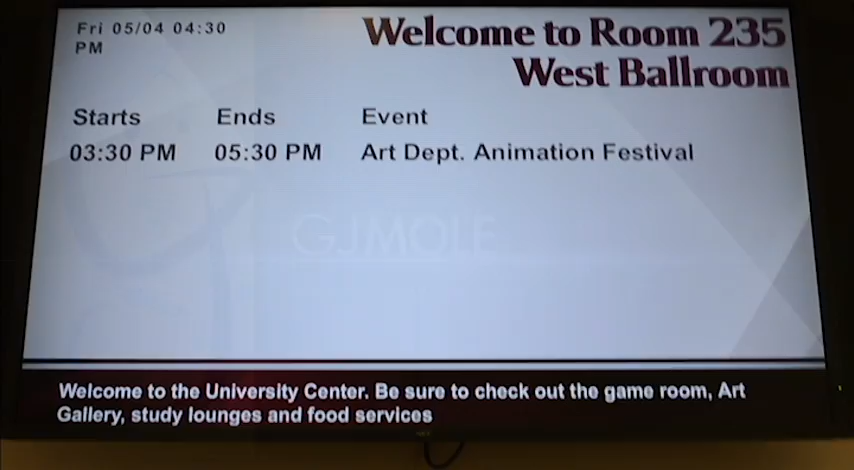 Fri 05/04 04:30
PM
Welcome to Room 235
West Ballroom
Starts Ends Event
03:30 PM 05:30 PM Art Dept. Animation Festival
GJMOLE
Welcome to the University Center. Be sure to check out the game room, Art
Gallery, study lounges and food services